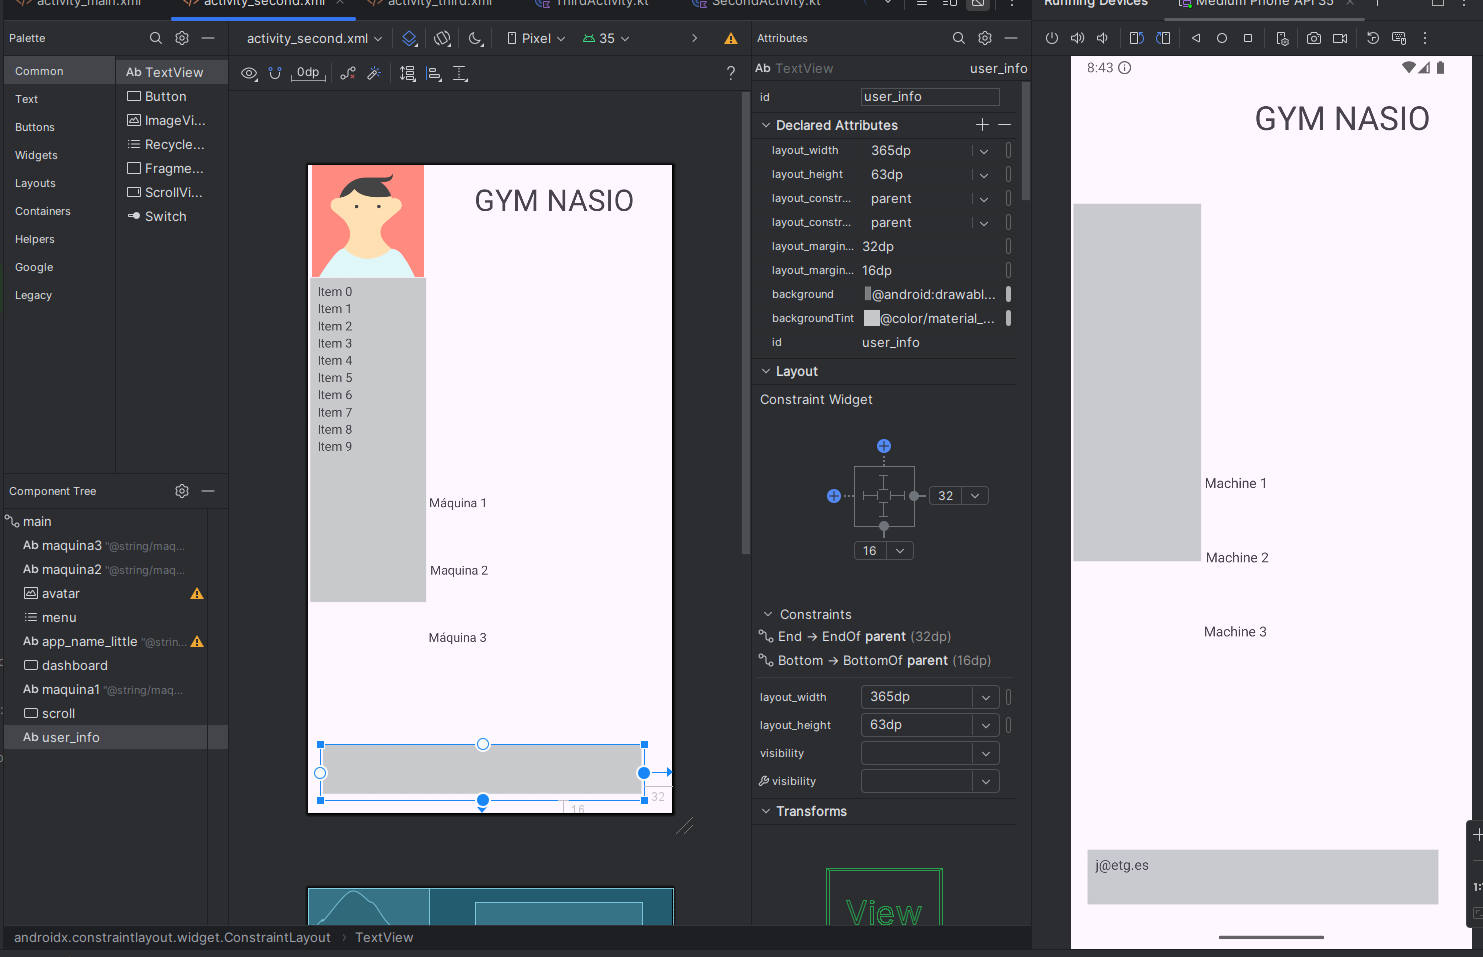 activity_main.xml
activity_second.xml
activity_third.xml
ThirdActivity.kt
SecondActivity.kt
Running Devices
Medium Phone API 35
Palette
activity_second.xml
Pixel
35
Attributes
Common
Text
Buttons
Widgets
Layouts
Containers
Helpers
Google
Legacy
Ab TextView
Button
ImageVi...
Recycle...
Fragme...
ScrollVi...
Switch
0dp
?
Ab TextView
user_info
id
user_info
Declared Attributes
layout_width
365dp
layout_height
63dp
layout_constr...
parent
layout_constr...
parent
layout_margin...
32dp
layout_margin...
16dp
background
@android:drawabl...
backgroundTint
@color/material_...
id
user_info
Layout
Constraint Widget
32
16
Constraints
End → EndOf parent (32dp)
Bottom → BottomOf parent (16dp)
layout_width
365dp
layout_height
63dp
visibility
visibility
Transforms
View
Component Tree
main
Ab maquina3 "@string/maq...
Ab maquina2 "@string/maq...
avatar
menu
Ab app_name_little "@strin...
dashboard
Ab maquina1 "@string/maq...
scroll
Ab user_info
GYM NASIO
Item 0
Item 1
Item 2
Item 3
Item 4
Item 5
Item 6
Item 7
Item 8
Item 9
Máquina 1
Maquina 2
Máquina 3
32
16
androidx.constraintlayout.widget.ConstraintLayout
TextView
8:43
GYM NASIO
Machine 1
Machine 2
Machine 3
j@etg.es